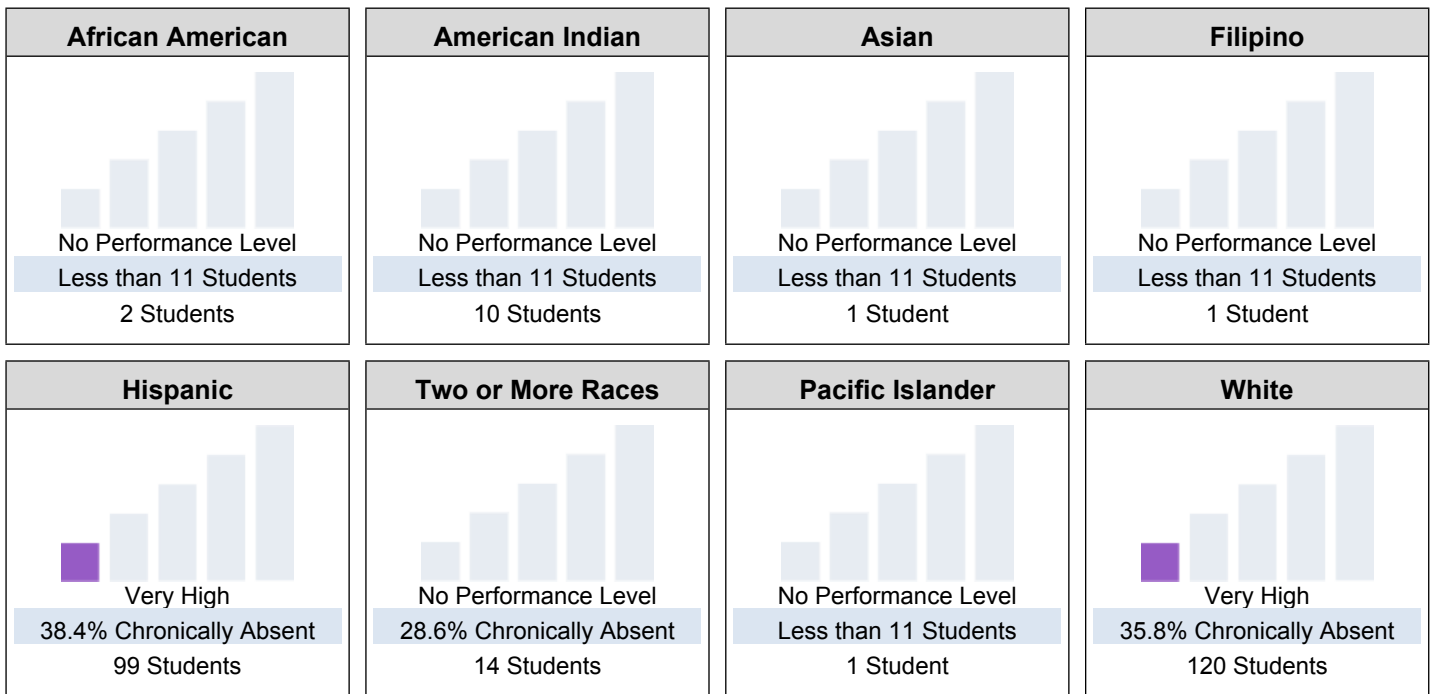 African American
No Performance Level
Less than 11 Students
2 Students
American Indian
No Performance Level
Less than 11 Students
10 Students
Asian
No Performance Level
Less than 11 Students
1 Student
Filipino
No Performance Level
Less than 11 Students
1 Student
Hispanic
Very High
38.4% Chronically Absent
99 Students
Two or More Races
No Performance Level
28.6% Chronically Absent
14 Students
Pacific Islander
No Performance Level
Less than 11 Students
1 Student
White
Very High
35.8% Chronically Absent
120 Students